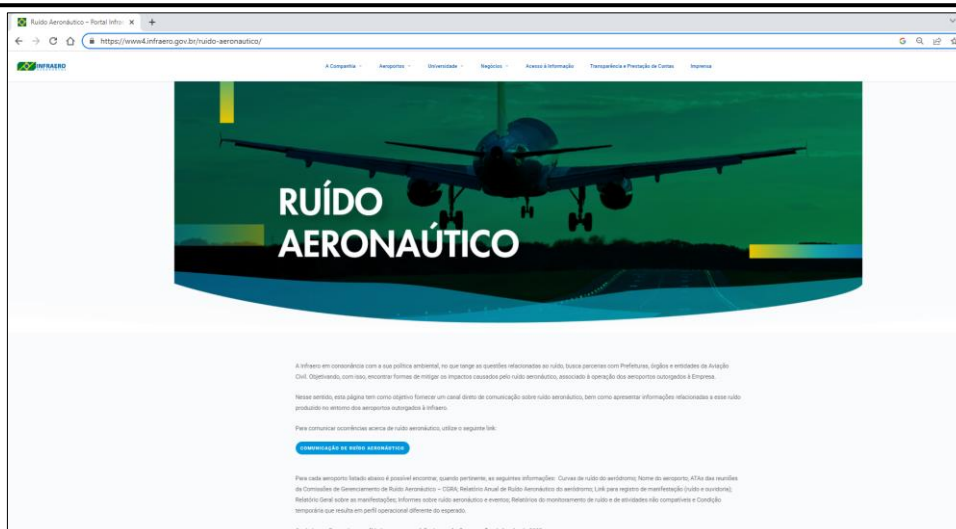 Ruído Aeronáutico – Portal Infra
https://www4.infraero.gov.br/ruido-aeronautico/
INFRAERO
A Companhia
Aeroportos
Universidade
Negócios
Acesso à Informação
Transparência e Prestação de Contas
Imprensa
RUÍDO
AERONAÚTICO
A Infraero em consonância com a sua política ambiental, no que tange as questões relacionadas ao ruído, busca parcerias com Prefeituras, órgãos e entidades da Aviação
Civil. Objetivando, com isso, encontrar formas de mitigar os impactos causados pelo ruído aeronáutico, associado à operação dos aeroportos outorgados à Empresa.
Nesse sentido, esta página tem como objetivo fornecer um canal direto de comunicação sobre ruído aeronáutico, bem como apresentar informações relacionadas a esse ruído
produzido no entorno dos aeroportos outorgados à Infraero.
Para comunicar ocorrências acerca de ruído aeronáutico, utilize o seguinte link:
COMUNICAÇÃO DE RUÍDO AERONÁUTICO
Para cada aeroporto listado abaixo é possível encontrar, quando pertinente, as seguintes informações: Curvas de ruído do aeródromo; Nome do aeroporto; ATAs das reuniões
da Comissões de Gerenciamento de Ruído Aeronáutico – CGRA; Relatório Anual de Ruído Aeronáutico do aeródromo; Link para registro de manifestação (ruído e ouvidoria);
Relatório Geral sobre as manifestações; Informes sobre ruído aeronáutico e eventos; Relatórios do monitoramento de ruído e de atividades não compatíveis e Condição
temporária que resulta em perfil operacional diferente do esperado.